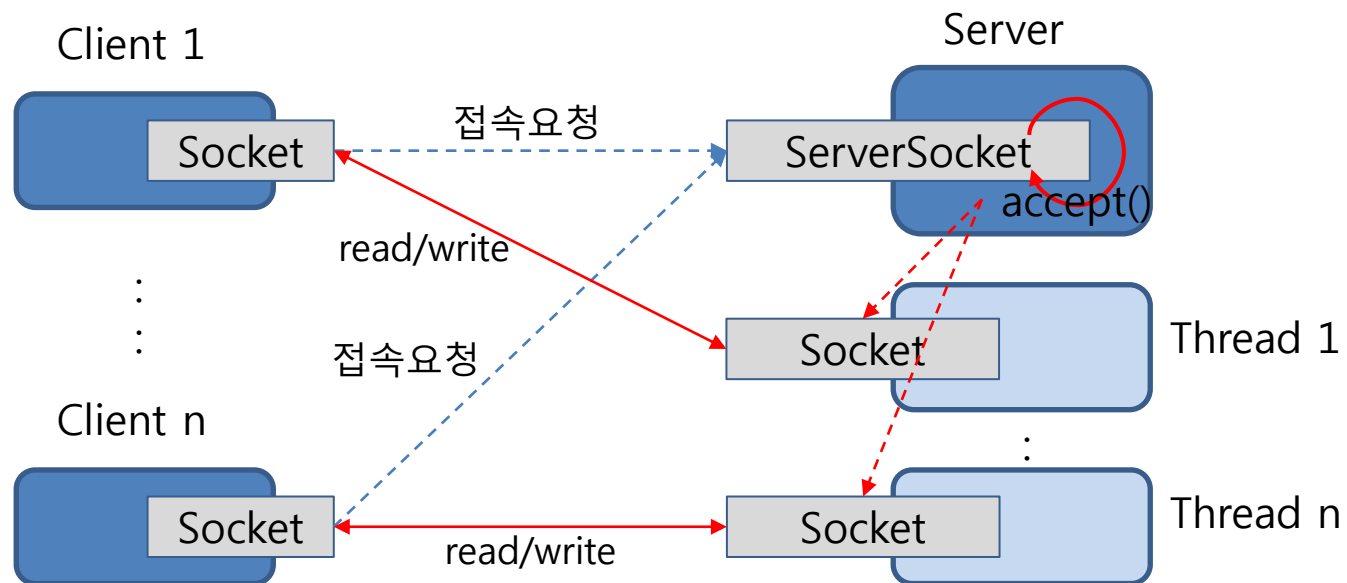 Client 1
Server
접속요청
Socket
ServerSocket
accept()
read/write
:
:
Socket
Thread 1
접속요청
Client n
:
Socket
read/write
Socket
Thread n